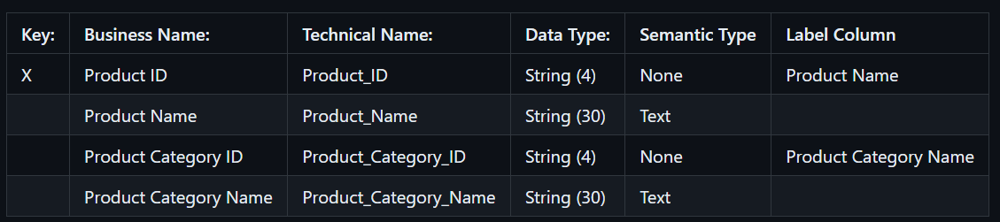 Key: Business Name: Technical Name: Data Type: Semantic Type Label Column
X Product ID Product_ID String (4) None Product Name
Product Name Product_Name String (30) Text
Product Category ID Product_Category_ID String (4) None Product Category Name
Product Category Name Product_Category_Name String (30) Text